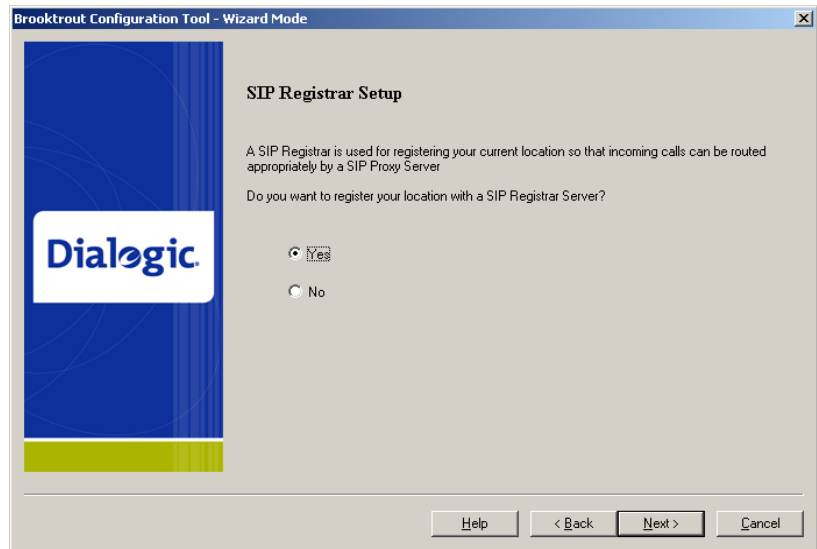 Brooktrout Configuration Tool - Wizard Mode
SIP Registrar Setup
A SIP Registrar is used for registering your current location so that incoming calls can be routed
appropriately by a SIP Proxy Server
Do you want to register your location with a SIP Registrar Server?
Dialogic.
Yes
No
Help
< Back
Next >
Cancel